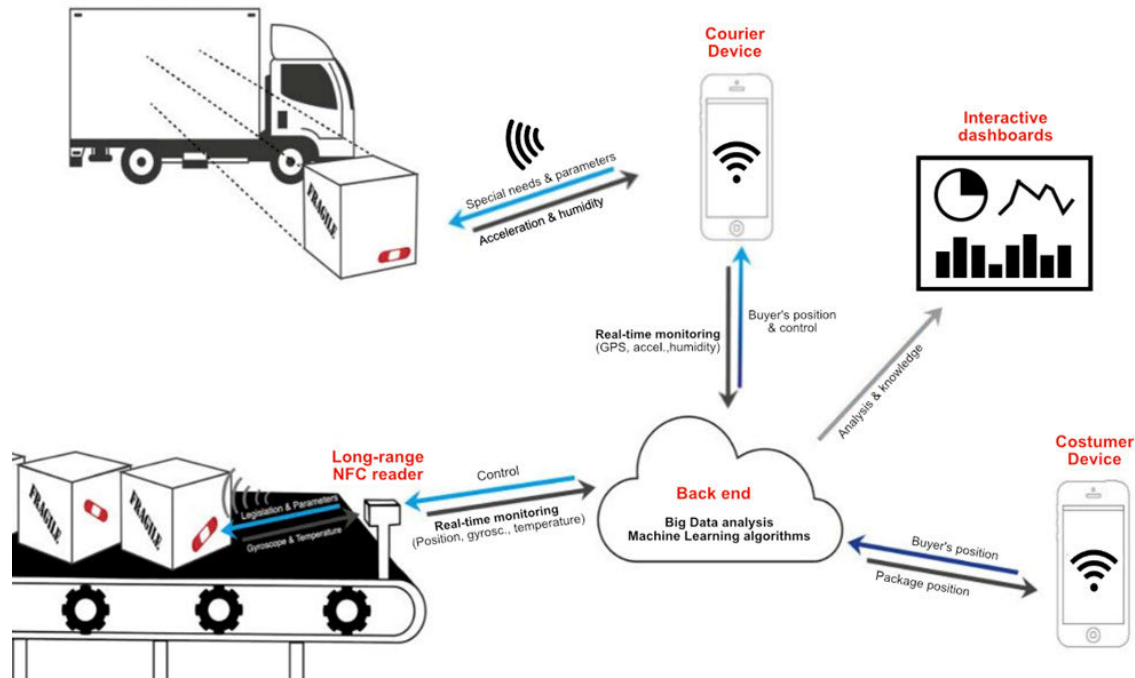 Courier
Device
Interactive
dashboards
Special needs & parameters
Acceleration & humidity
FRAGILE
Real-time monitoring
(GPS, accel.,humidity)
Buyer's position
& control
Analysis & knowledge
Costumer
Device
Long-range
NFC reader
Control
Real-time monitoring
(Position, gyrosc., temperature)
Back end
Big Data analysis
Machine Learning algorithms
FRAGILE
FRAGILE
Legislation & Parameters
Gyroscope & Temperature
Buyer's position
Package position